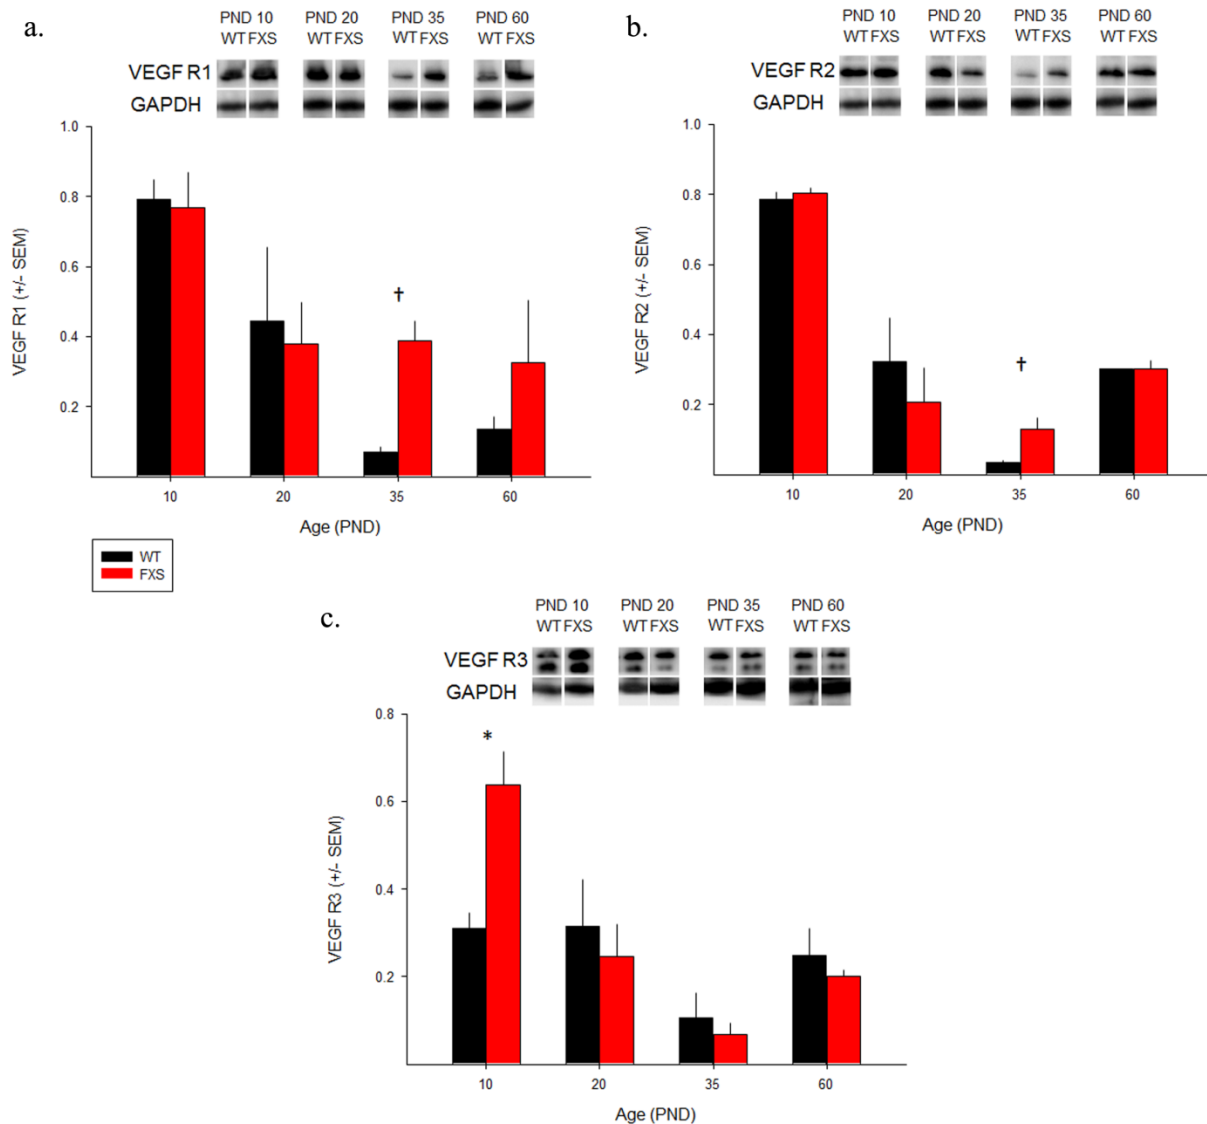 a.
PND 10 PND 20 PND 35 PND 60
WT FXS WT FXS WT FXS WT FXS
VEGF R1
GAPDH
1.0
0.8
0.6
0.4
0.2
VEGF R1 (+/- SEM)
†
10 20 35 60
Age (PND)
WT
FXS
b.
PND 10 PND 20 PND 35 PND 60
WT FXS WT FXS WT FXS WT FXS
VEGF R2
GAPDH
1.0
0.8
0.6
0.4
0.2
VEGF R2 (+/- SEM)
†
10 20 35 60
Age (PND)
c.
PND 10 PND 20 PND 35 PND 60
WT FXS WT FXS WT FXS WT FXS
VEGF R3
GAPDH
0.8
0.6
0.4
0.2
VEGF R3 (+/- SEM)
*
10 20 35 60
Age (PND)